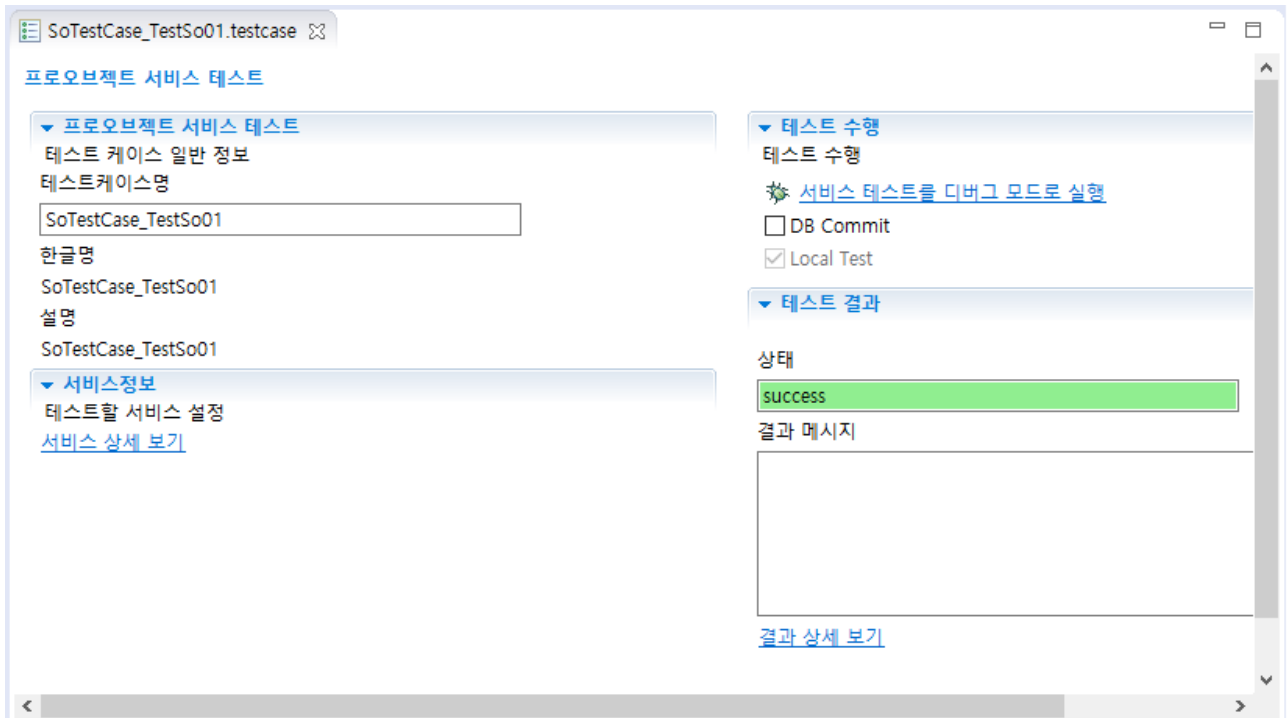 SoTestCase_TestSo01.testcase
프로오브젝트 서비스 테스트
프로오브젝트 서비스 테스트
테스트 케이스 일반 정보
테스트케이스명
SoTestCase_TestSo01
한글명
SoTestCase_TestSo01
설명
SoTestCase_TestSo01
서비스정보
테스트할 서비스 설정
서비스 상세 보기
테스트 수행
테스트 수행
서비스 테스트를 디버그 모드로 실행
DB Commit
Local Test
테스트 결과
상태
success
결과 메시지
결과 상세 보기